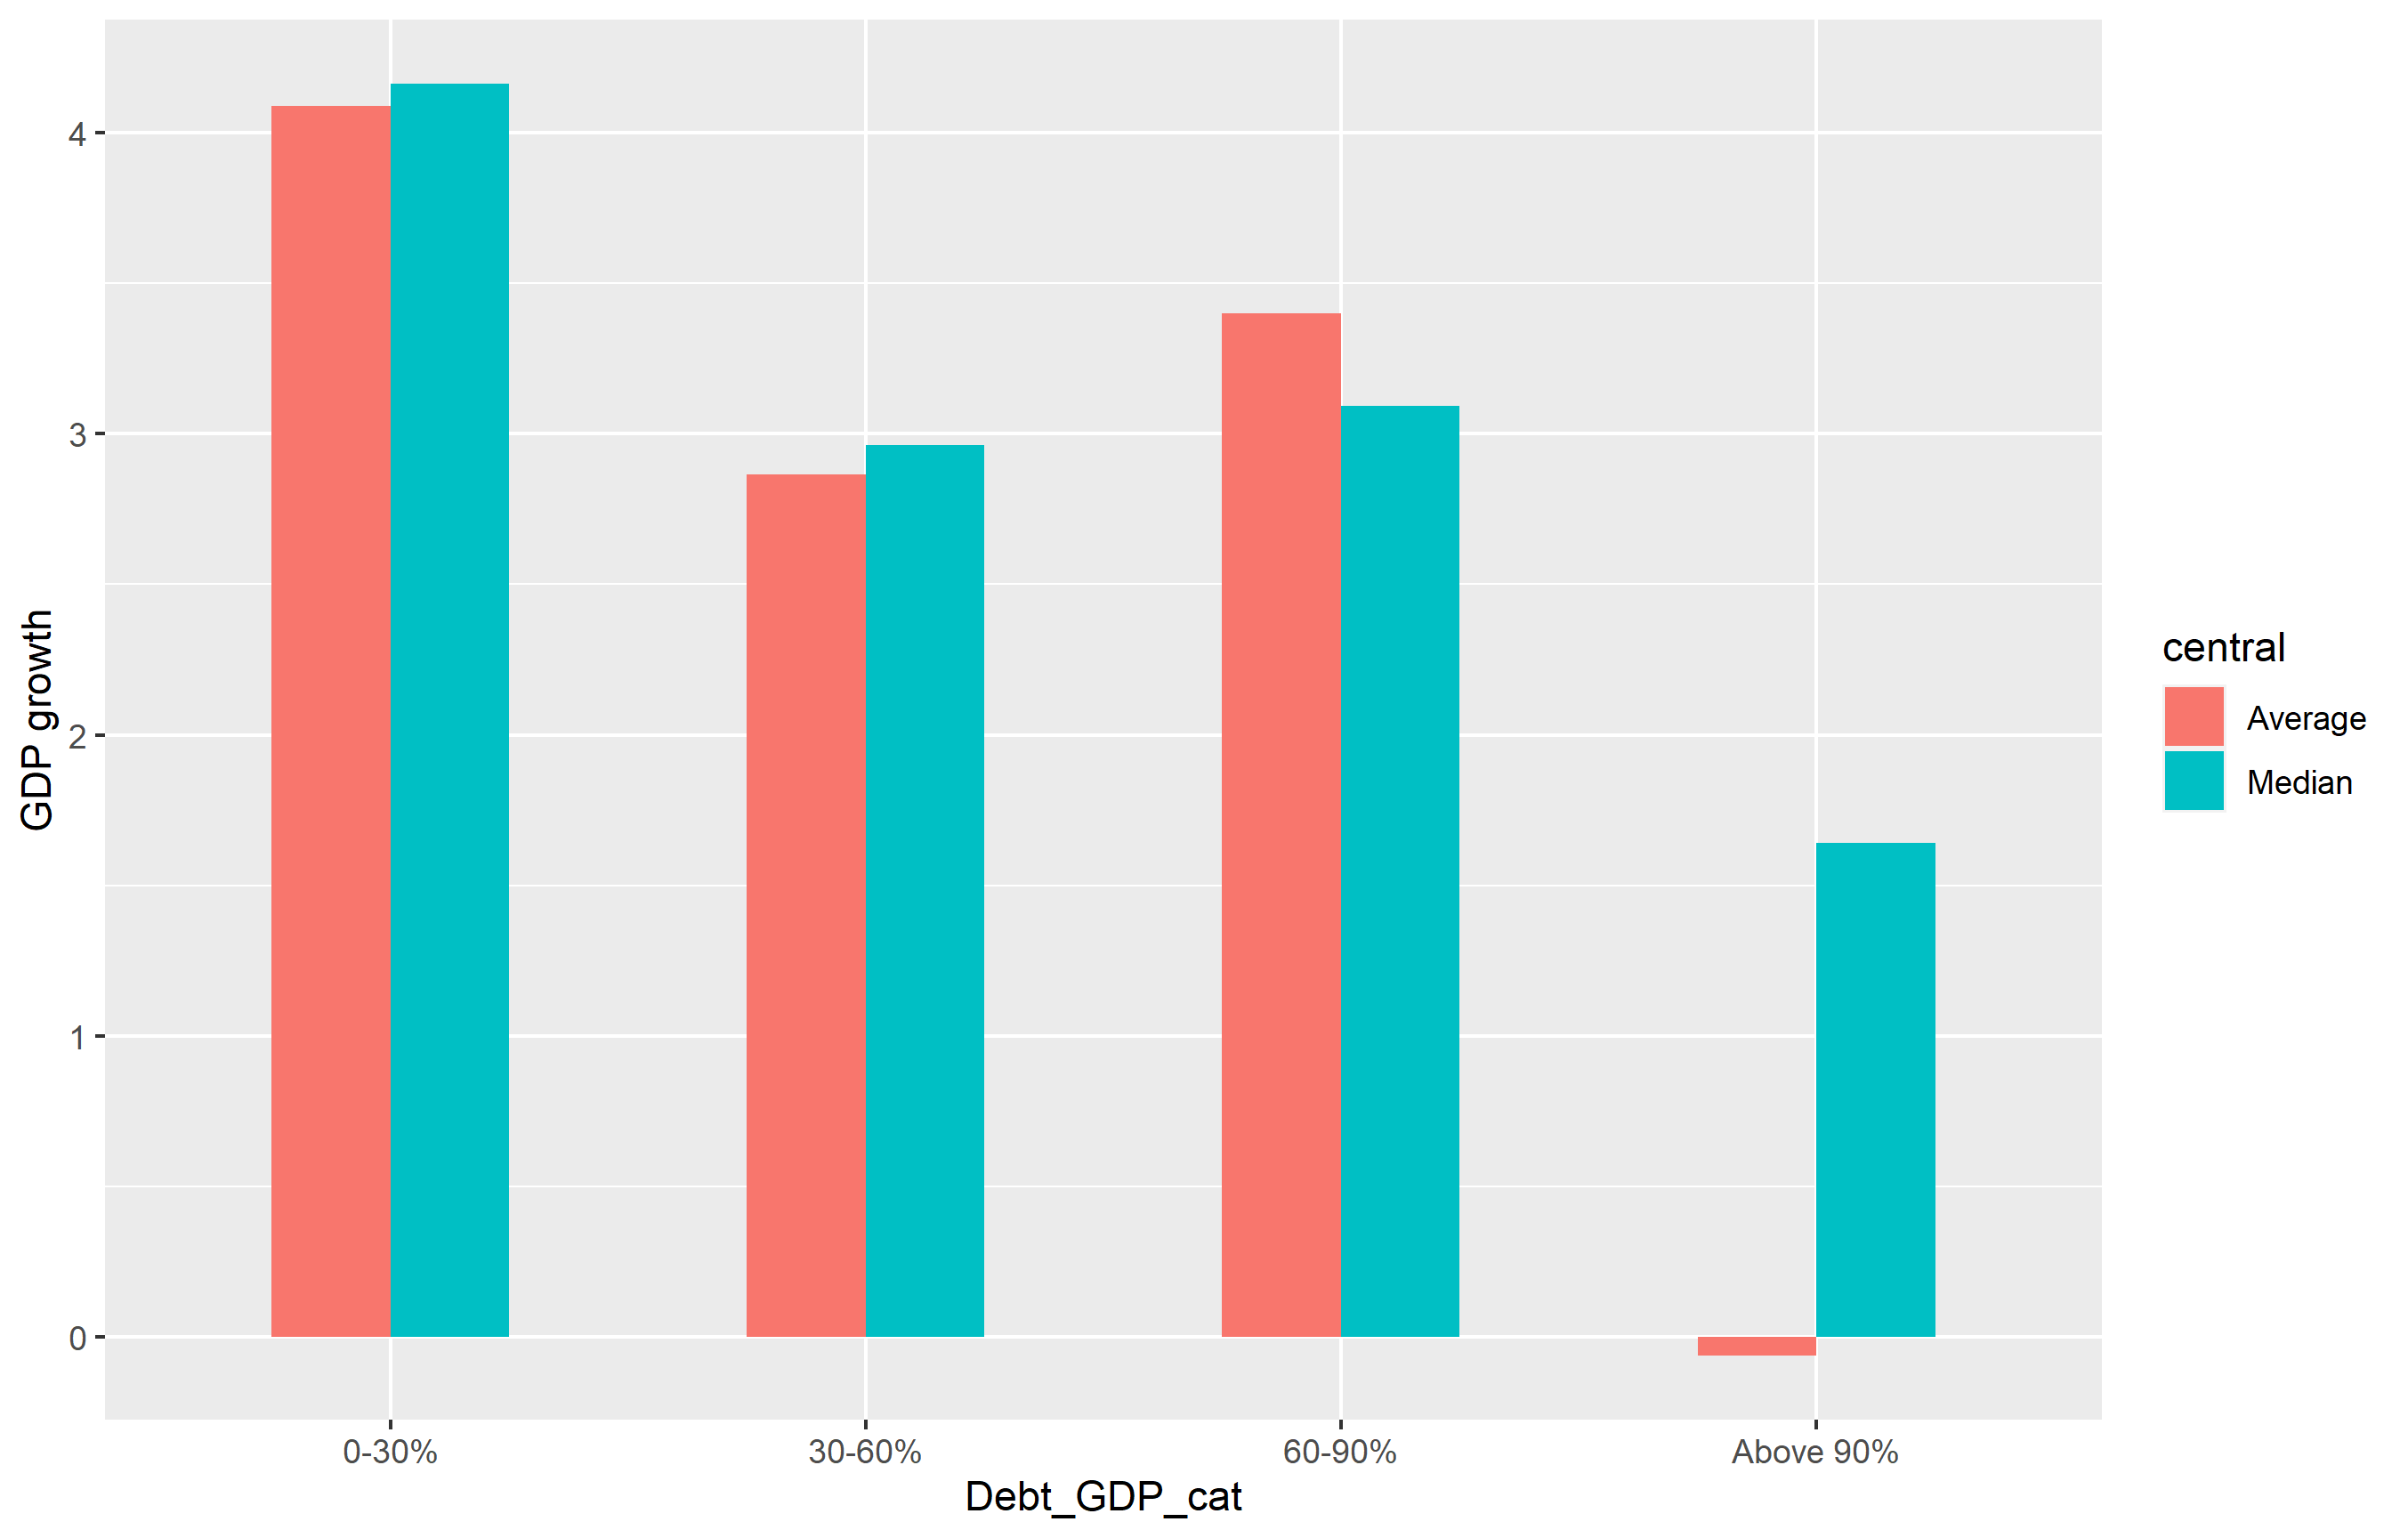 4
3
2
1
0
GDP growth
0-30%
30-60%
60-90%
Above 90%
Debt_GDP_cat
central
Average
Median